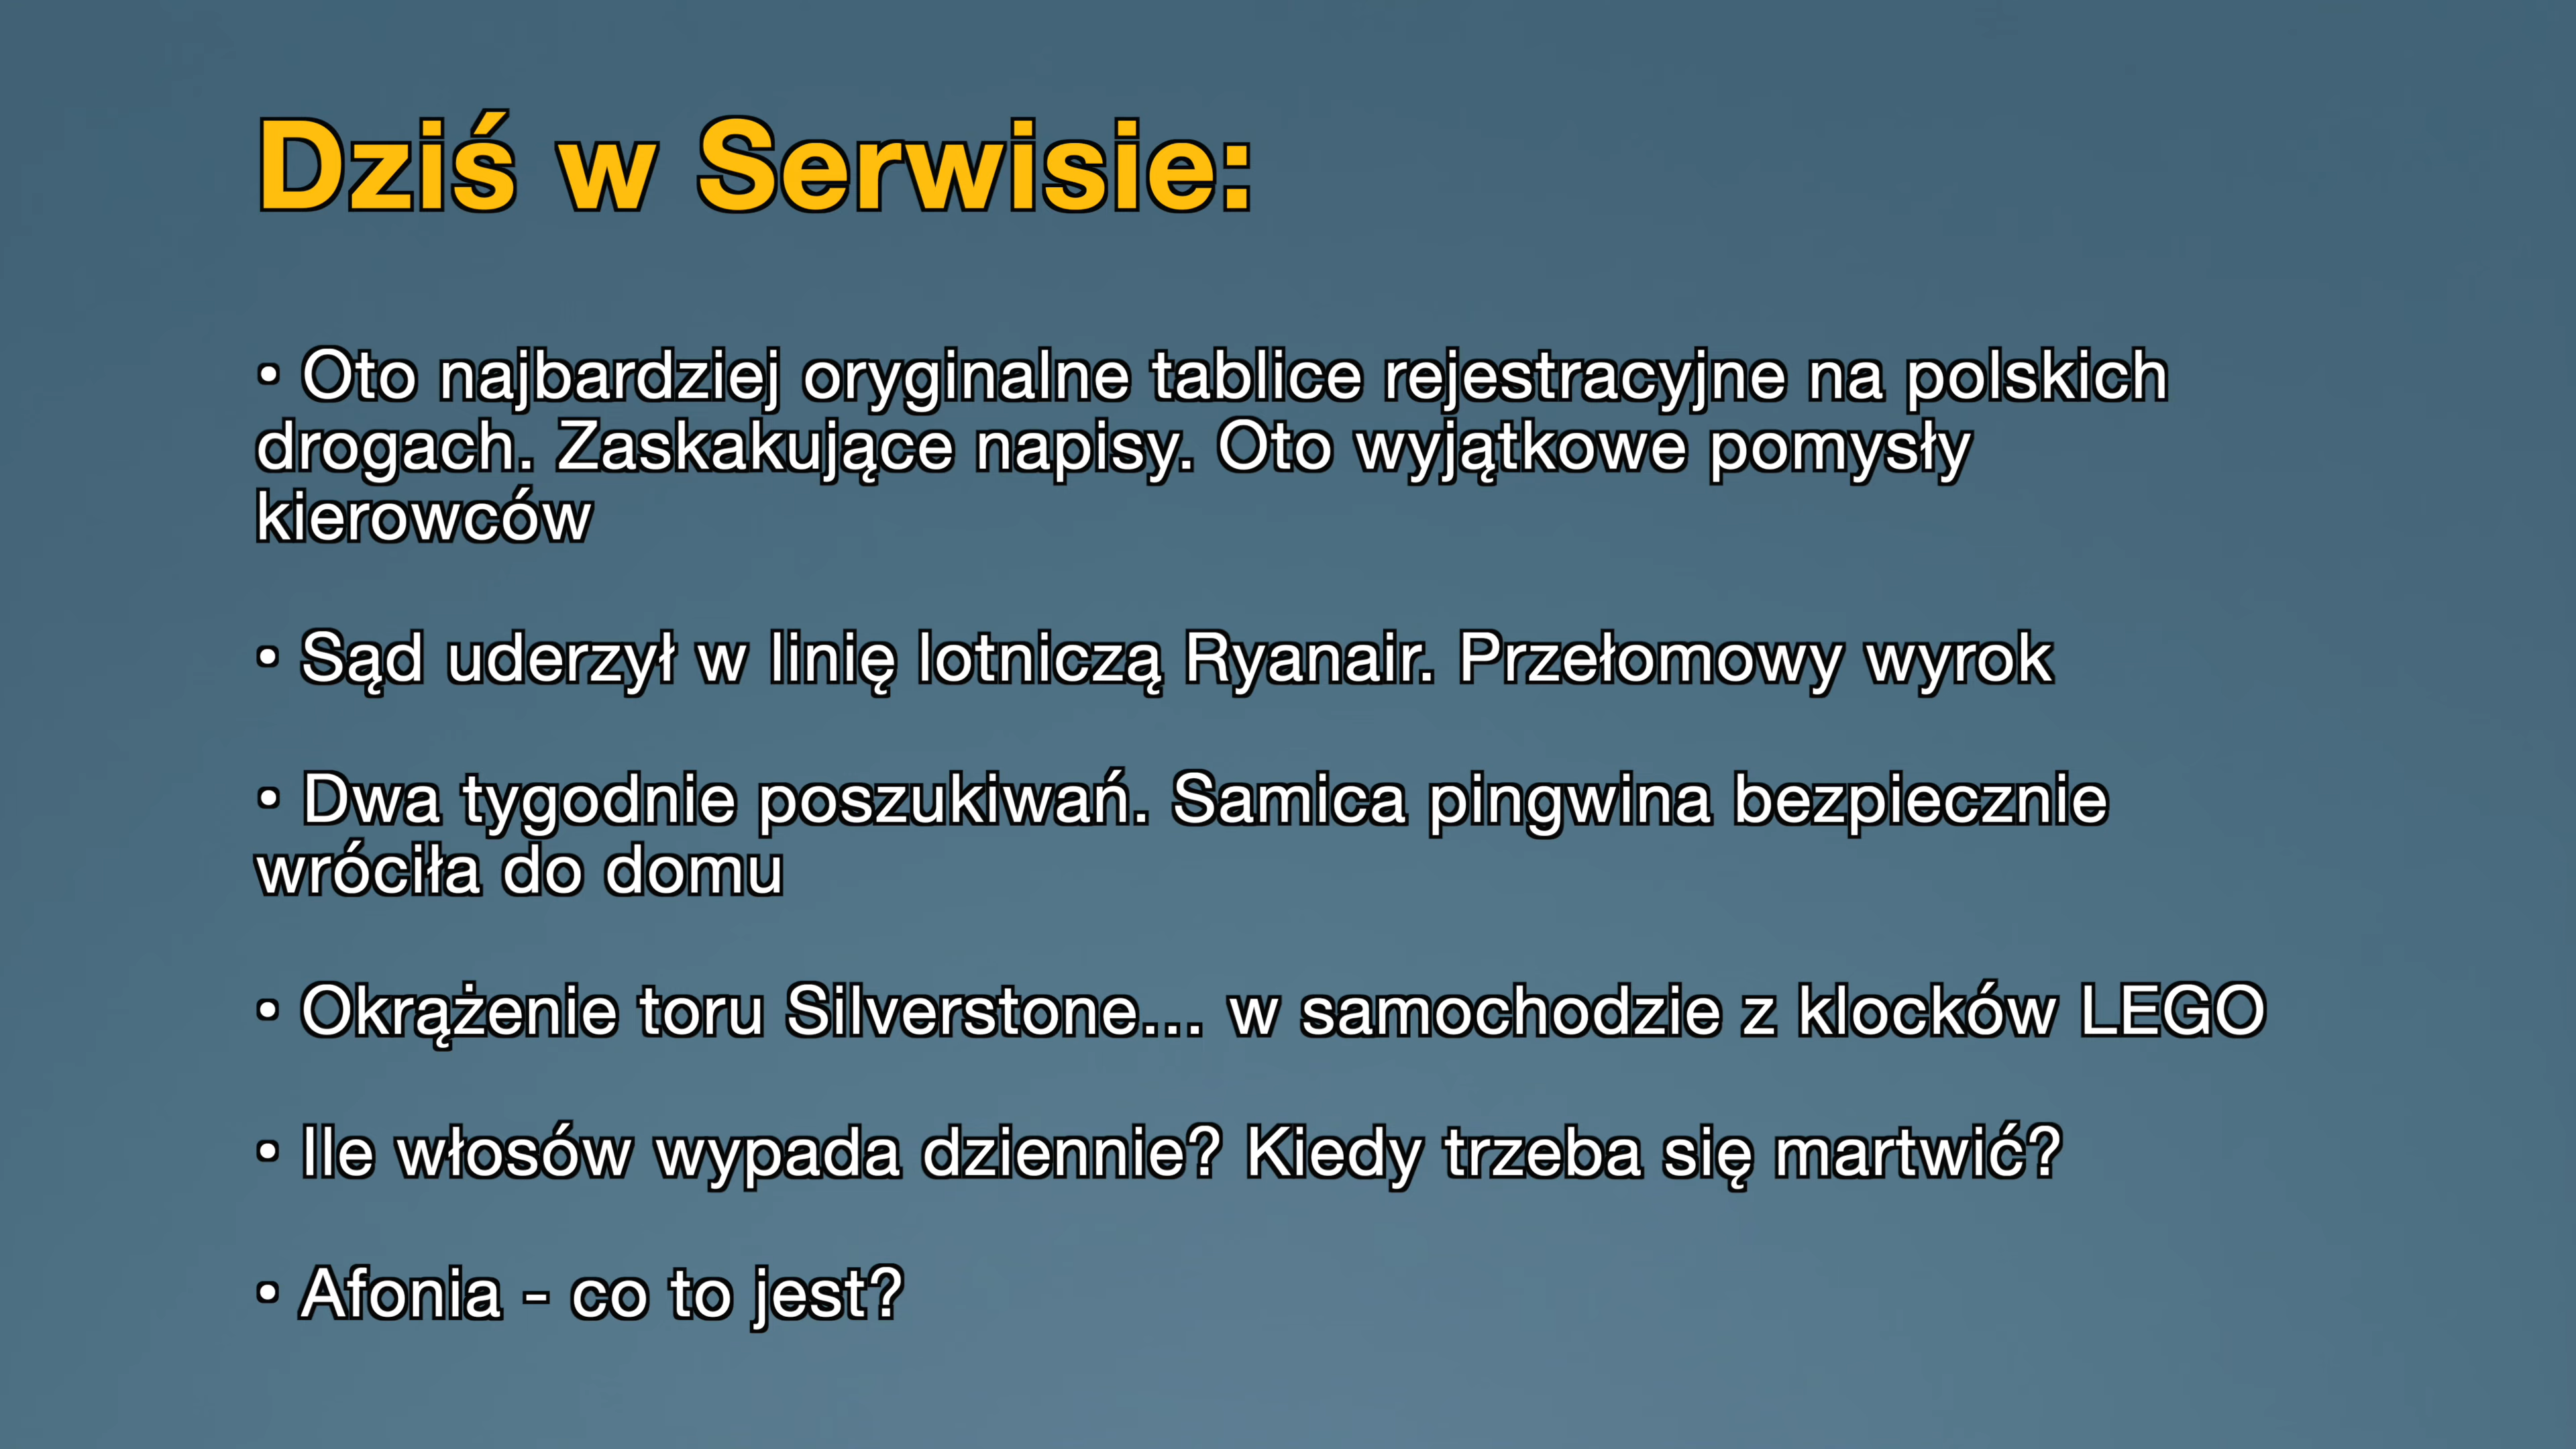 Dziś w Serwisie:
• Oto najbardziej oryginalne tablice rejestracyjne na polskich
drogach. Zaskakujące napisy. Oto wyjątkowe pomysły
kierowców
• Sąd uderzył w linię lotniczą Ryanair. Przełomowy wyrok
• Dwa tygodnie poszukiwań. Samica pingwina bezpiecznie
wróciła do domu
• Okrążenie toru Silverstone... w samochodzie z klocków LEGO
• Ile włosów wypada dziennie? Kiedy trzeba się martwić?
• Afonia - co to jest?